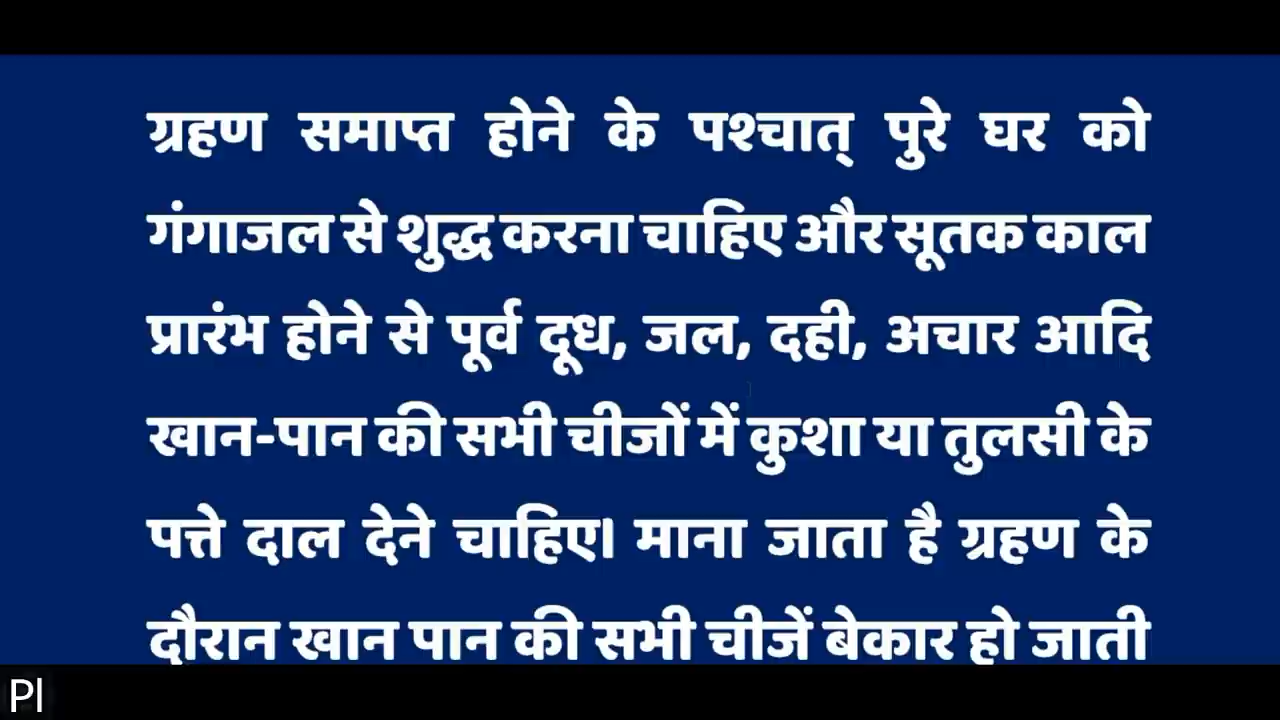 ग्रहण समाप्त होने के पश्चात् पुरे घर को
गंगाजल से शुद्ध करना चाहिए और सूतक काल
प्रारंभ होने से पूर्व दूध, जल, दही, अचार आदि
खान-पान की सभी चीजों में कुशा या तुलसी के
पत्ते दाल देने चाहिए। माना जाता है ग्रहण के
दौरान खान पान की सभी चीजें बेकार हो जाती
Pl